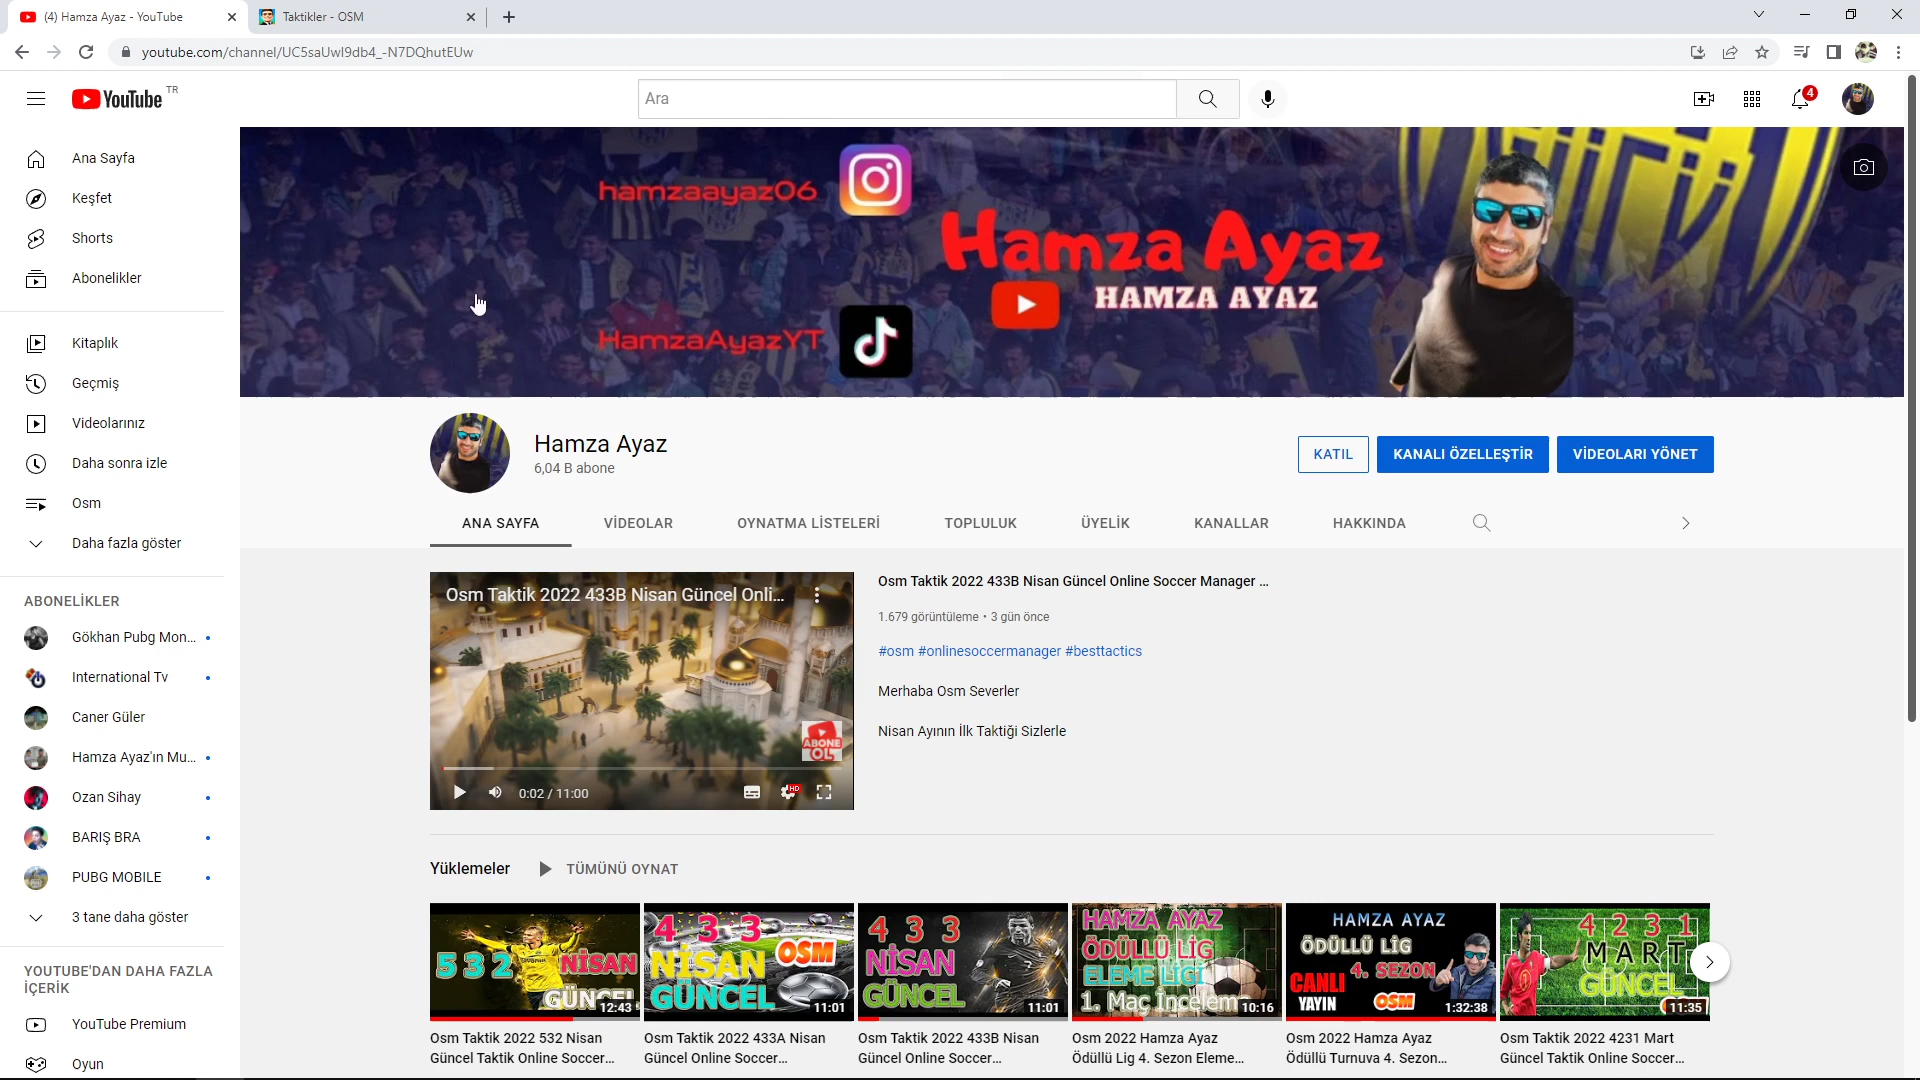 (4) Hamza Ayaz - YouTube
Taktikler - OSM
youtube.com/channel/UC5saUwl9db4_-N7DQhutEUw
YouTube TR
Ara
4
Ana Sayfa
Keşfet
Shorts
Abonelikler
Kitaplık
Geçmiş
Videolarınız
Daha sonra izle
Osm
Daha fazla göster
ABONELİKLER
Gökhan Pubg Mon...
International Tv
Caner Güler
Hamza Ayaz'ın Mu...
Ozan Sihay
BARIŞ BRA
PUBG MOBILE
3 tane daha göster
YOUTUBE'DAN DAHA FAZLA
İÇERİK
YouTube Premium
Oyun
hamzaayaz06
Hamza Ayaz
HAMZA AYAZ
HamzaAyazYT
Hamza Ayaz
6,04 B abone
KATIL
KANALI ÖZELLEŞTİR
VİDEOLARI YÖNET
ANA SAYFA
VİDEOLAR
OYNATMA LİSTELERİ
TOPLULUK
ÜYELİK
KANALLAR
HAKKINDA
Osm Taktik 2022 433B Nisan Güncel Onli...
ABONE
OL
0:02 / 11:00
HD
Osm Taktik 2022 433B Nisan Güncel Online Soccer Manager ...
1.679 görüntüleme • 3 gün önce
#osm #onlinesoccermanager #besttactics
Merhaba Osm Severler
Nisan Ayının İlk Taktiği Sizlerle
Yüklemeler
TÜMÜNÜ OYNAT
532 NİSAN
GÜNCEL
12:43
Osm Taktik 2022 532 Nisan
Güncel Taktik Online Soccer...
4 3 3
NİSAN OSM
GÜNCEL
11:01
Osm Taktik 2022 433A Nisan
Güncel Online Soccer...
4 3 3
NİSAN
GÜNCEL
11:01
Osm Taktik 2022 433B Nisan
Güncel Online Soccer...
HAMZA AYAZ
ÖDÜLLÜ LİG
ELEME LİGİ
1. Maç İncelem
10:16
Osm 2022 Hamza Ayaz
Ödüllü Lig 4. Sezon Eleme...
HAMZA AYAZ
ÖDÜLLÜ LİG
4. SEZON
CANLI
YAYIN
OSM
1:32:38
Osm 2022 Hamza Ayaz
Ödüllü Turnuva 4. Sezon...
4 2 3 1
MART
GÜNCEL
11:35
Osm Taktik 2022 4231 Mart
Güncel Taktik Online Soccer...